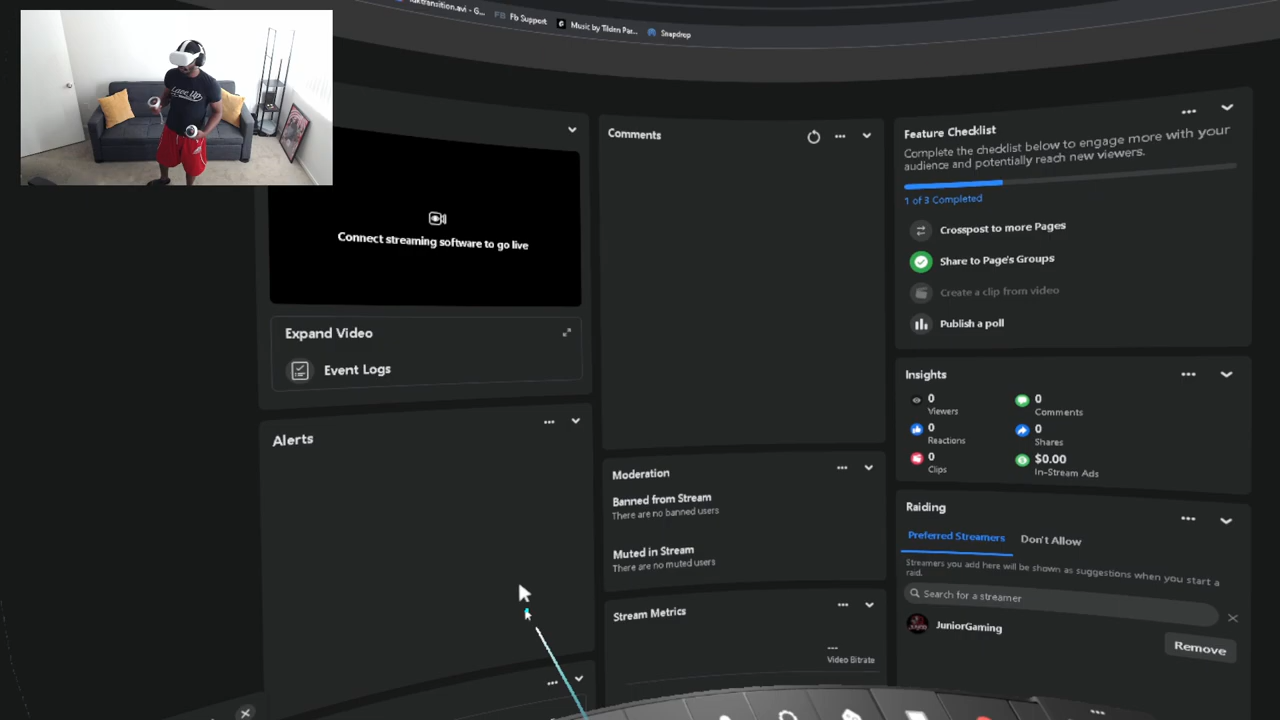 Fb Support
Music by Tilden Par...
Snapdrop
Connect streaming software to go live
Expand Video
Event Logs
Alerts
Comments
Moderation
Banned from Stream
There are no banned users
Muted in Stream
There are no muted users
Stream Metrics
---
Video Bitrate
Feature Checklist
Complete the checklist below to engage more with your
audience and potentially reach new viewers.
1 of 3 Completed
Crosspost to more Pages
Share to Page's Groups
Create a clip from video
Publish a poll
Insights
0
Viewers
0
Comments
0
Reactions
0
Shares
0
Clips
$0.00
In-Stream Ads
Raiding
Preferred Streamers
Don't Allow
Streamers you add here will be shown as suggestions when you start a
raid.
Search for a streamer
JuniorGaming
Remove